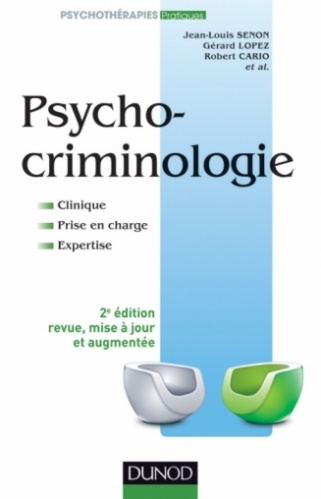 PSYCHOTHÉRAPIES Pratiques
Jean-Louis SENON
Gérard LOPEZ
Robert CARIO
et al.
Psycho-
criminologie
Clinique
Prise en charge
Expertise
2e édition
revue, mise à jour
et augmentée
DUNOD